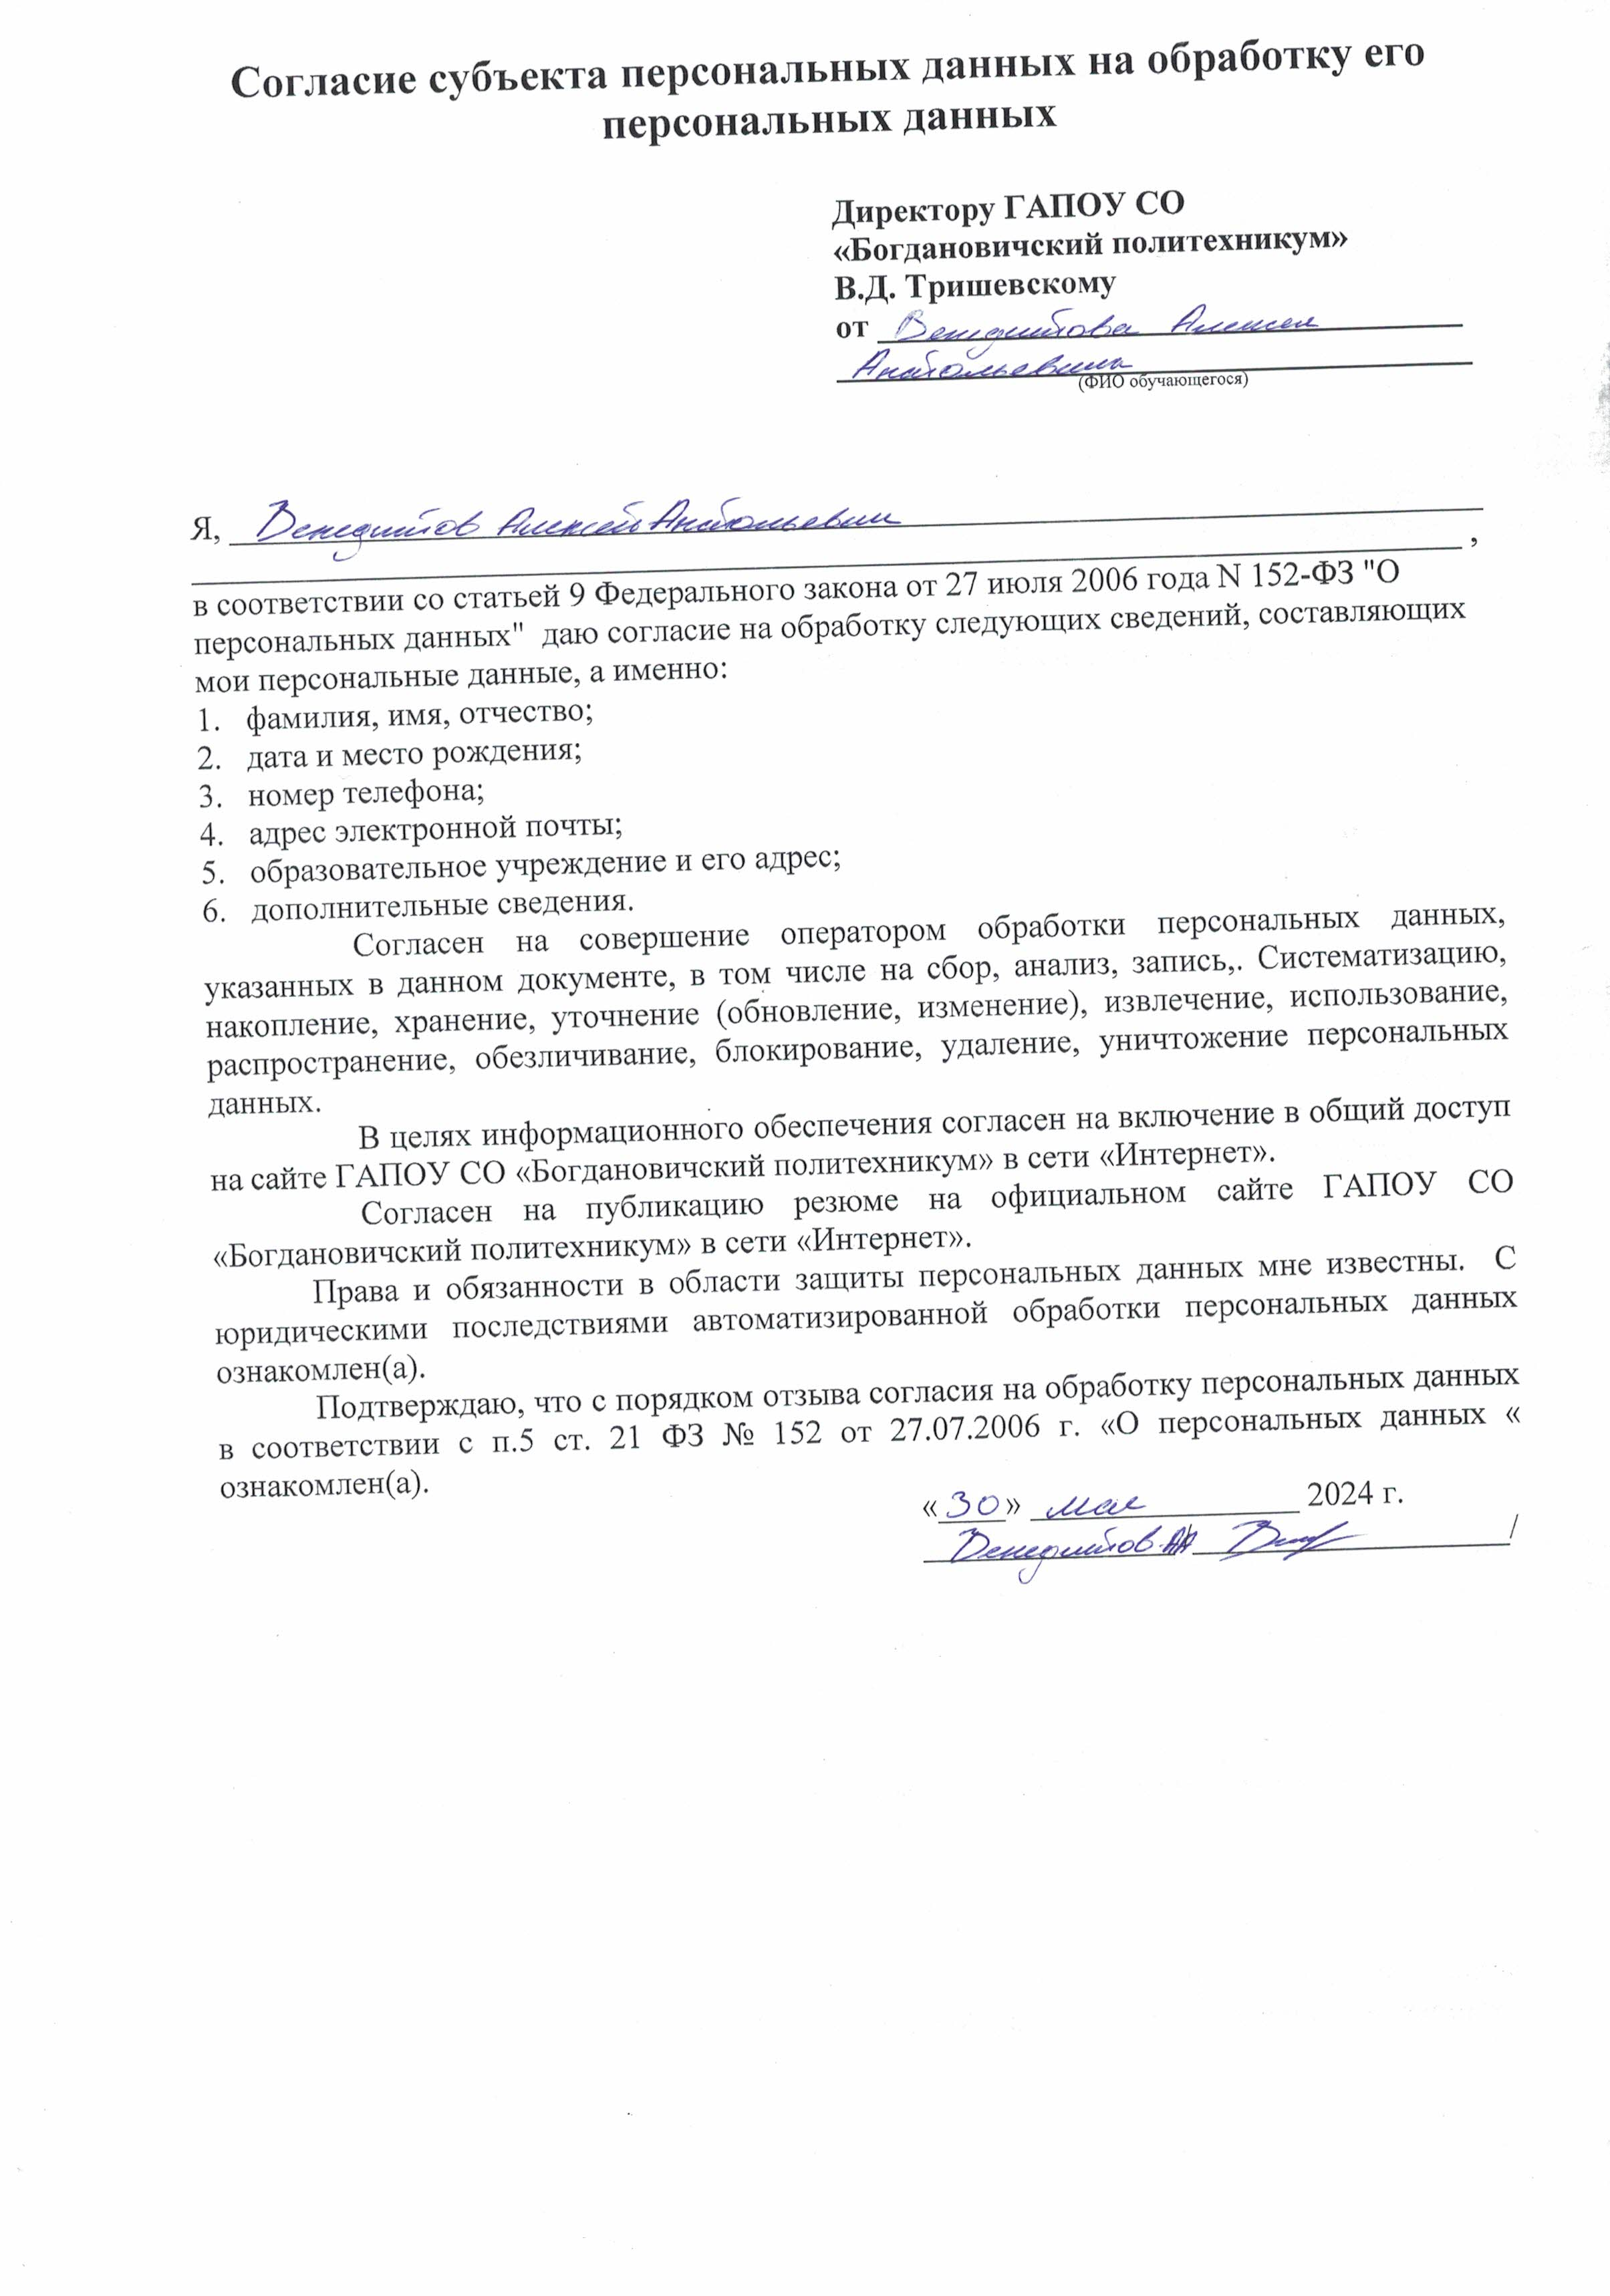 Согласие субъекта персональных данных на обработку его
персональных данных
Директору ГАПОУ СО
«Богдановичский политехникум»
В.Д. Тришевскому
от Венедиктова Алексея
Анатольевича
(ФИО обучающегося)
Я, Венедиктов Алексей Анатольевич
,
в соответствии со статьей 9 Федерального закона от 27 июля 2006 года N 152-ФЗ "О
персональных данных" даю согласие на обработку следующих сведений, составляющих
мои персональные данные, а именно:
1. фамилия, имя, отчество;
2. дата и место рождения;
3. номер телефона;
4. адрес электронной почты;
5. образовательное учреждение и его адрес;
6. дополнительные сведения.
Согласен на совершение оператором обработки персональных данных,
указанных в данном документе, в том числе на сбор, анализ, запись,. Систематизацию,
накопление, хранение, уточнение (обновление, изменение), извлечение, использование,
распространение, обезличивание, блокирование, удаление, уничтожение персональных
данных.
В целях информационного обеспечения согласен на включение в общий доступ
на сайте ГАПОУ СО «Богдановичский политехникум» в сети «Интернет».
Согласен на публикацию резюме на официальном сайте ГАПОУ СО
«Богдановичский политехникум» в сети «Интернет».
Права и обязанности в области защиты персональных данных мне известны. С
юридическими последствиями автоматизированной обработки персональных данных
ознакомлен(а).
Подтверждаю, что с порядком отзыва согласия на обработку персональных данных
в соответствии с п.5 ст. 21 ФЗ № 152 от 27.07.2006 г. «О персональных данных «
ознакомлен(а).
«30» мая 2024 г.
Венедиктов АА /